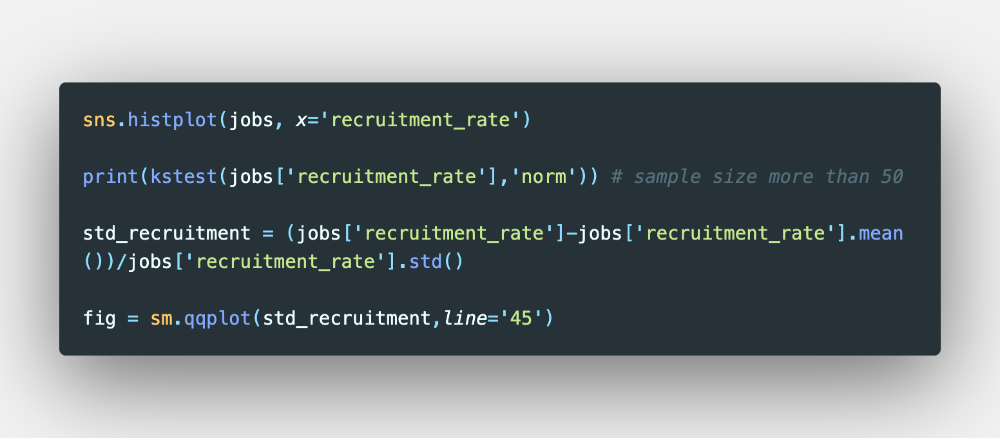 sns.histplot(jobs, x='recruitment_rate')
print(kstest(jobs['recruitment_rate'],'norm')) # sample size more than 50
std_recruitment = (jobs['recruitment_rate']-jobs['recruitment_rate'].mean
())/jobs['recruitment_rate'].std()
fig = sm.qqplot(std_recruitment,line='45')